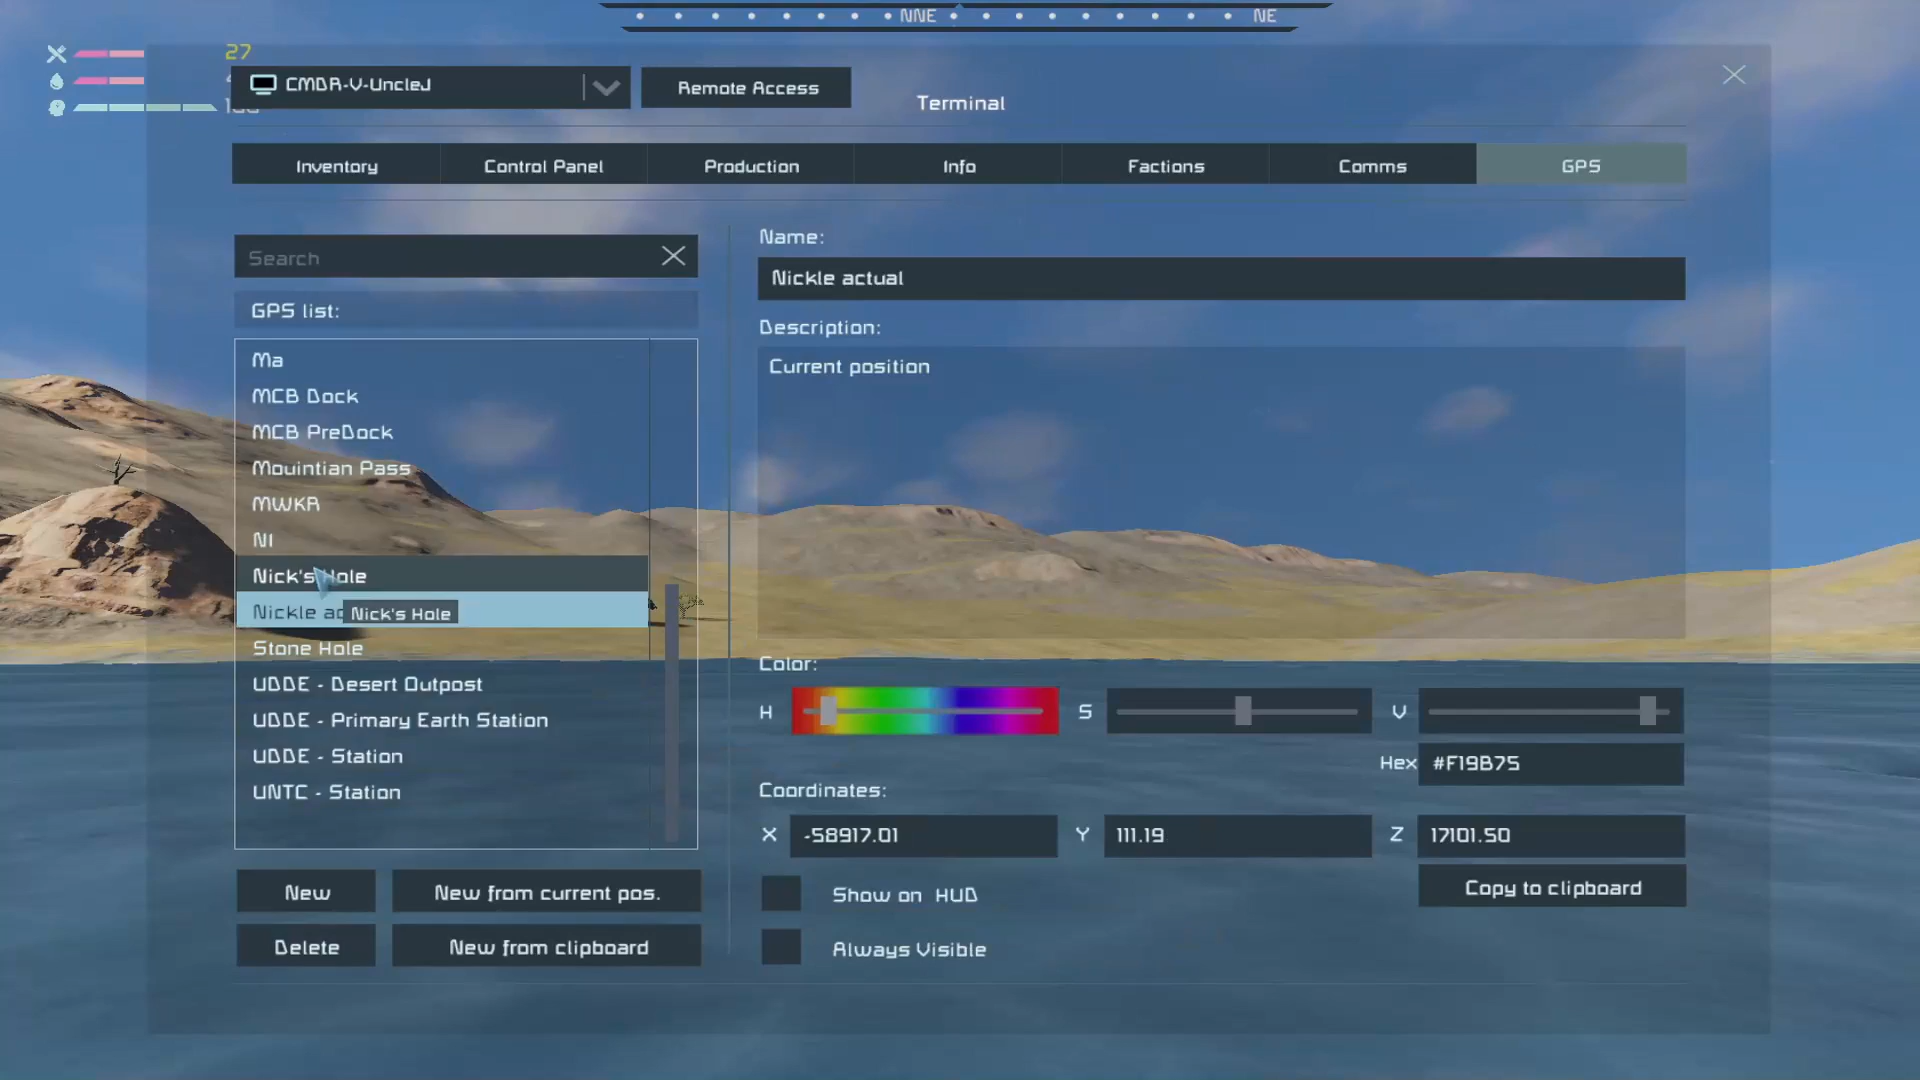 NNE
NE
27
CMDR-V-UncleJ
Remote Access
Terminal
Inventory
Control Panel
Production
Info
Factions
Comms
GPS
Search
GPS list:
Ma
MCB Dock
MCB PreDock
Mouintian Pass
MWKR
NI
Nick's Hole
Nickle
Nick's Hole
Stone Hole
UDDE - Desert Outpost
UDDE - Primary Earth Station
UDDE - Station
UNTC - Station
New
New from current pos.
Delete
New from clipboard
Name:
Nickle actual
Description:
Current position
Color:
H
S
V
Hex #F19B75
Coordinates:
X -58917.01 Y 111.19 Z 17101.50
Show on HUD
Always Visible
Copy to clipboard